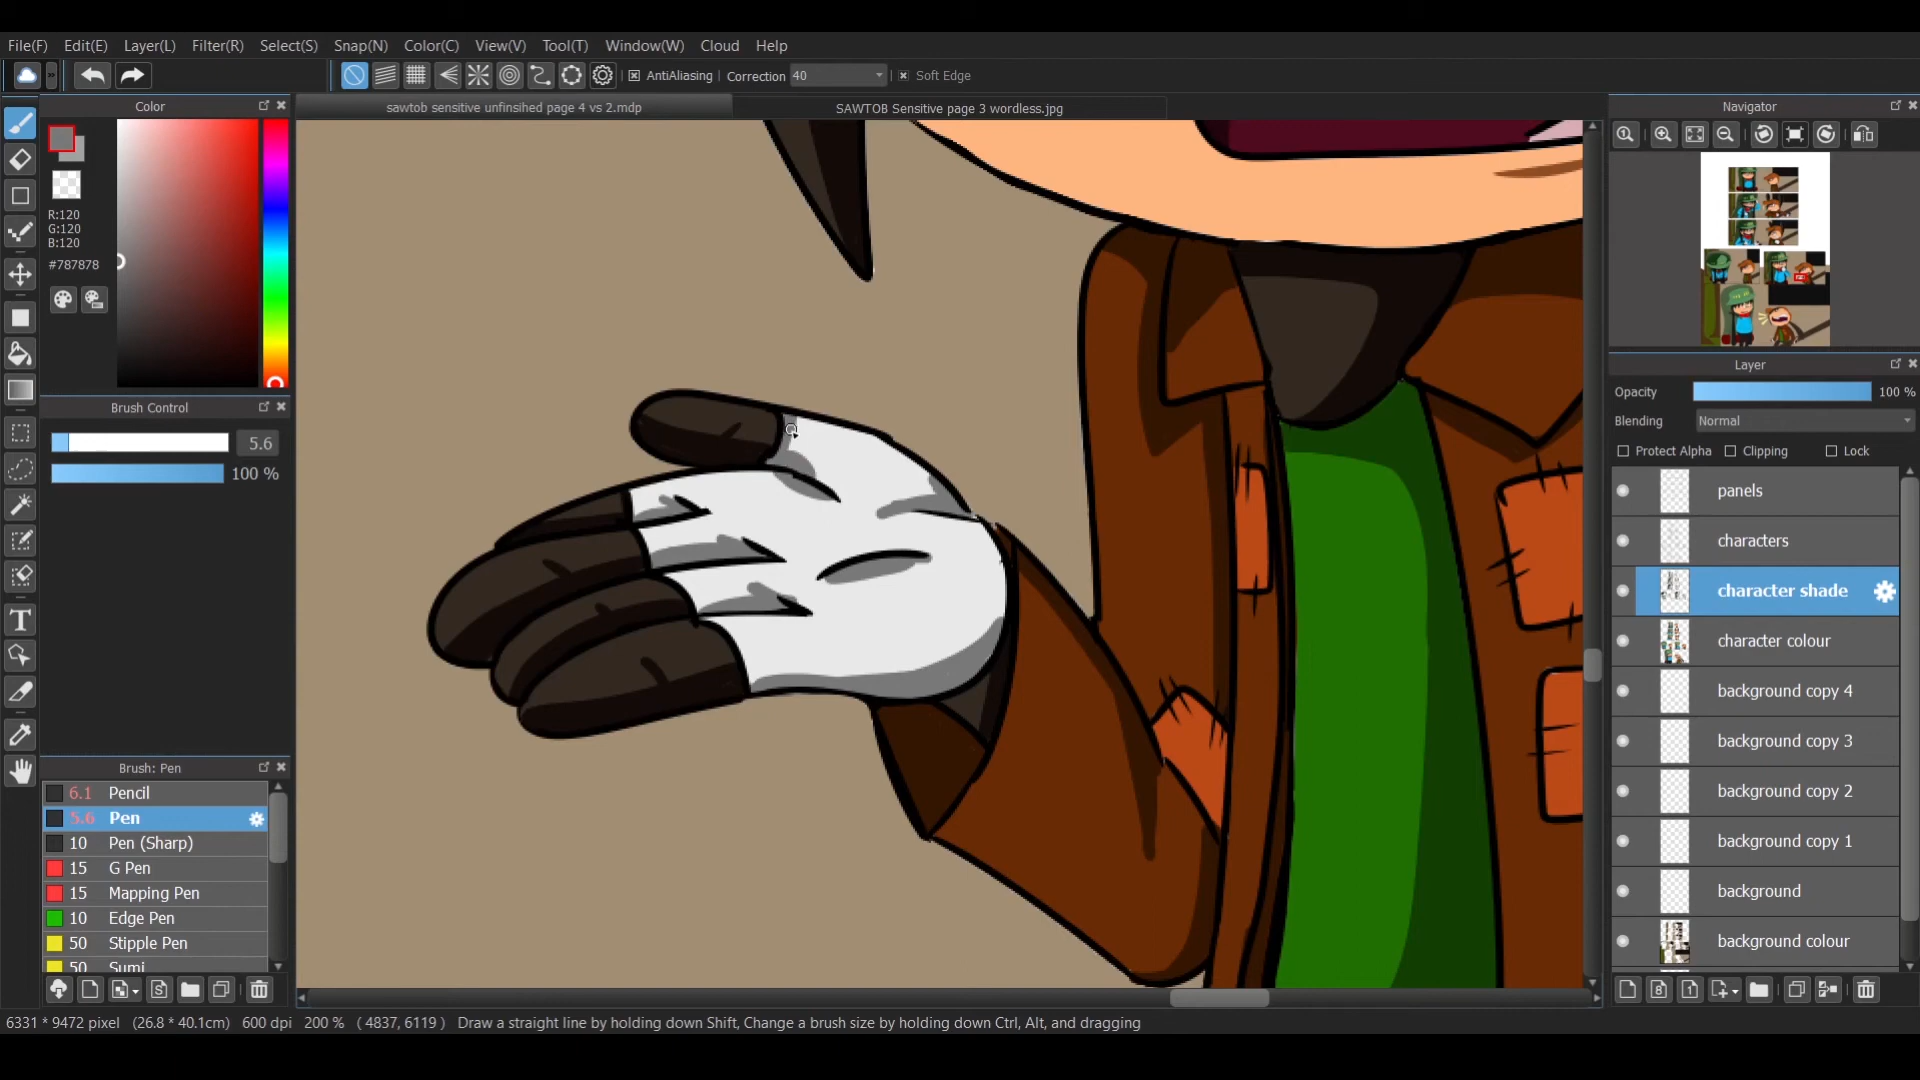 File(F) Edit(E) Layer(L) Filter(R) Select(S) Snap(N) Color(C) View(V) Tool(T) Window(W) Cloud Help
AntiAliasing Correction 40 Soft Edge
Color
sawtob sensitive unfinsihed page 4 vs 2.mdp
SAWTOB Sensitive page 3 wordless.jpg
Navigator
R:120
G:120
B:120
#787878
Brush Control
5.6
100 %
Brush: Pen
6.1 Pencil
5.6 Pen
10 Pen (Sharp)
15 G Pen
15 Mapping Pen
10 Edge Pen
50 Stipple Pen
50 Sumi
Layer
Opacity 100 %
Blending Normal
Protect Alpha Clipping Lock
panels
characters
character shade
character colour
background copy 4
background copy 3
background copy 2
background copy 1
background
background colour
6331 * 9472 pixel (26.8 * 40.1cm) 600 dpi 200 % ( 4837, 6119 ) Draw a straight line by holding down Shift, Change a brush size by holding down Ctrl, Alt, and dragging